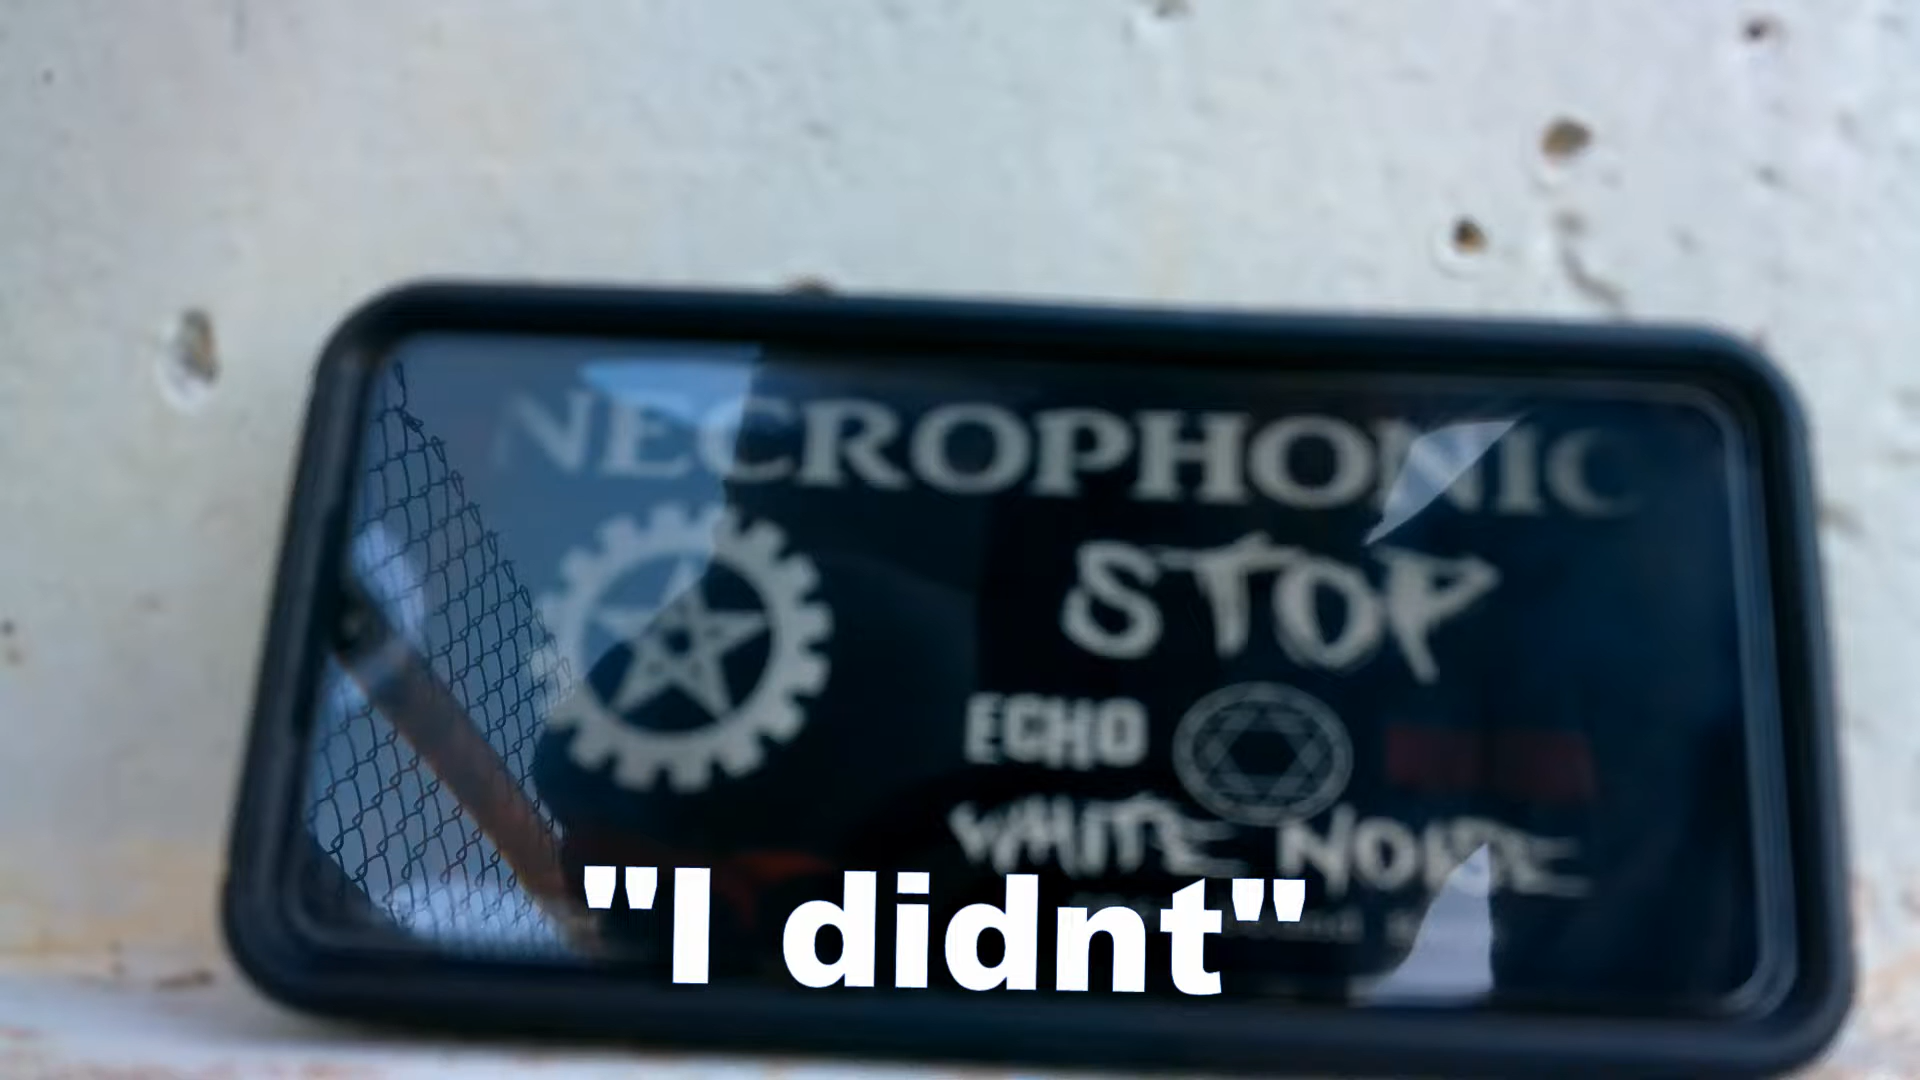 NECROPHONIC
STOP
ECHO
WHITE NOISE
"I didnt"